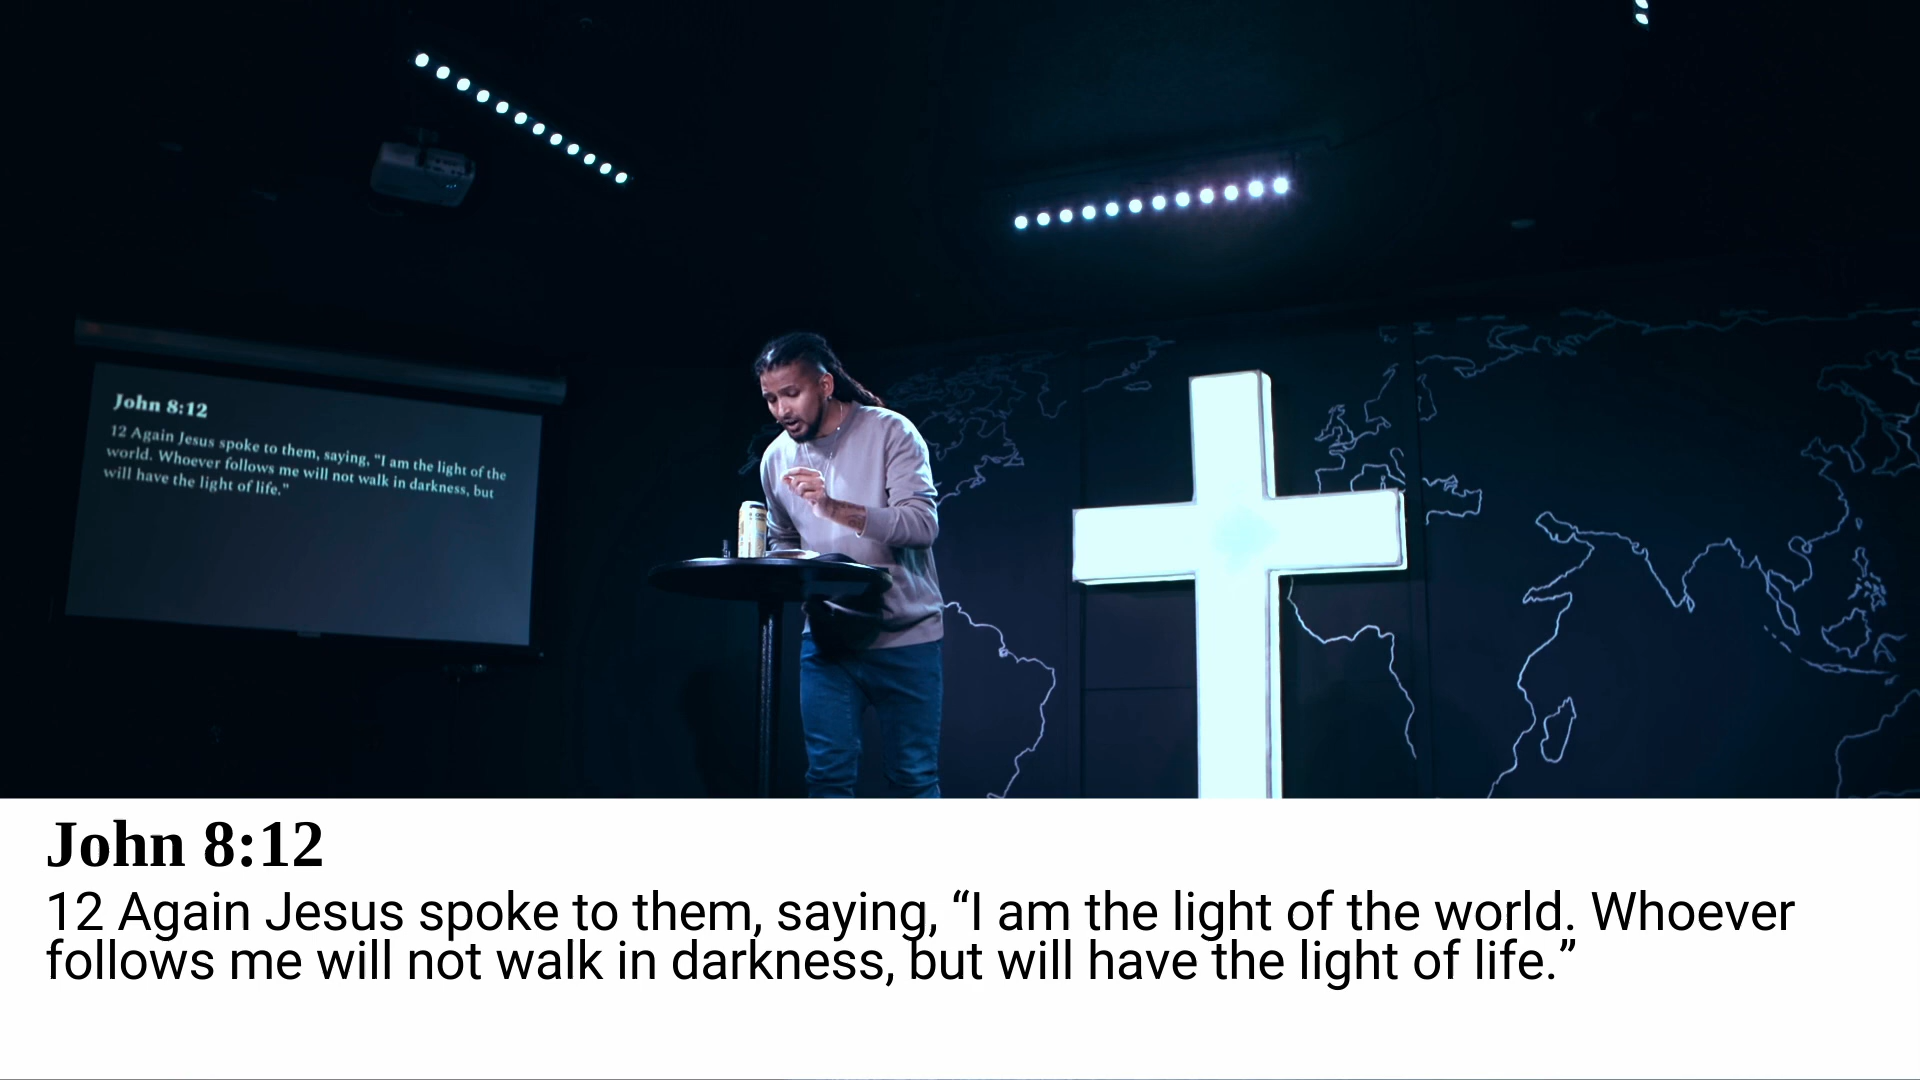 John 8:12
12 Again Jesus spoke to them, saying, “I am the light of the
world. Whoever follows me will not walk in darkness, but
will have the light of life.”
John 8:12
12 Again Jesus spoke to them, saying, “I am the light of the world. Whoever
follows me will not walk in darkness, but will have the light of life.”